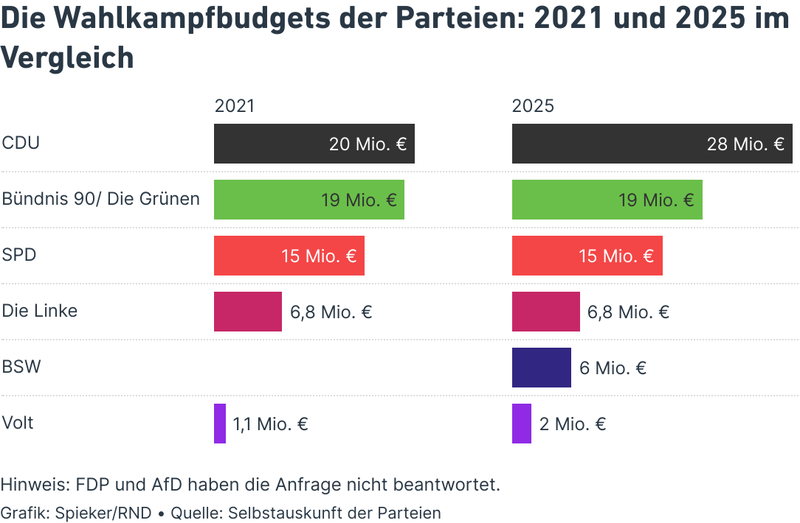 Die Wahlkampfbudgets der Parteien: 2021 und 2025 im
Vergleich
2021 2025
CDU 20 Mio. € 28 Mio. €
Bündnis 90/ Die Grünen 19 Mio. € 19 Mio. €
SPD 15 Mio. € 15 Mio. €
Die Linke 6,8 Mio. € 6,8 Mio. €
BSW 6 Mio. €
Volt 1,1 Mio. € 2 Mio. €
Hinweis: FDP und AfD haben die Anfrage nicht beantwortet.
Grafik: Spieker/RND • Quelle: Selbstauskunft der Parteien